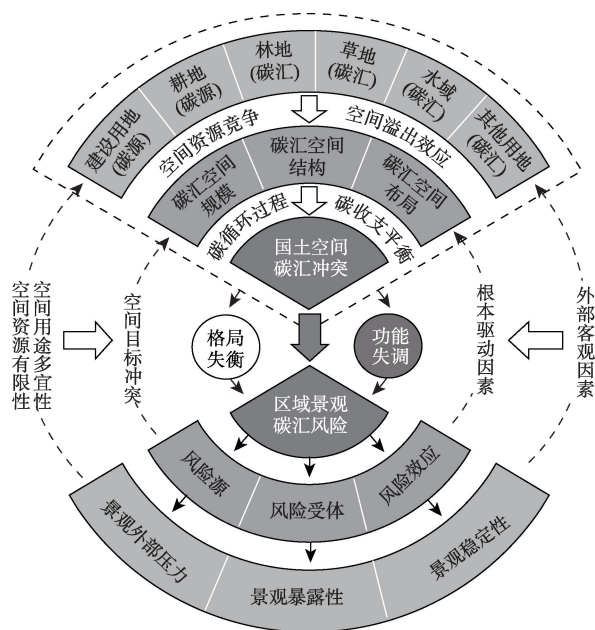 建设用地
(碳源)
耕地
(碳源)
林地
(碳汇)
草地
(碳汇)
水域
(碳汇)
其他用地
(碳汇)
空间资源竞争
空间溢出效应
碳汇空间
规模
碳汇空间
结构
碳汇空间
布局
碳循环过程
碳收支平衡
国土空间
碳汇冲突
空间用途多宜性
空间资源有限性
空间目标冲突
格局
失衡
功能
失调
根本驱动因素
外部客观因素
区域景观
碳汇风险
风险源
风险受体
风险效应
景观外部压力
景观暴露性
景观稳定性